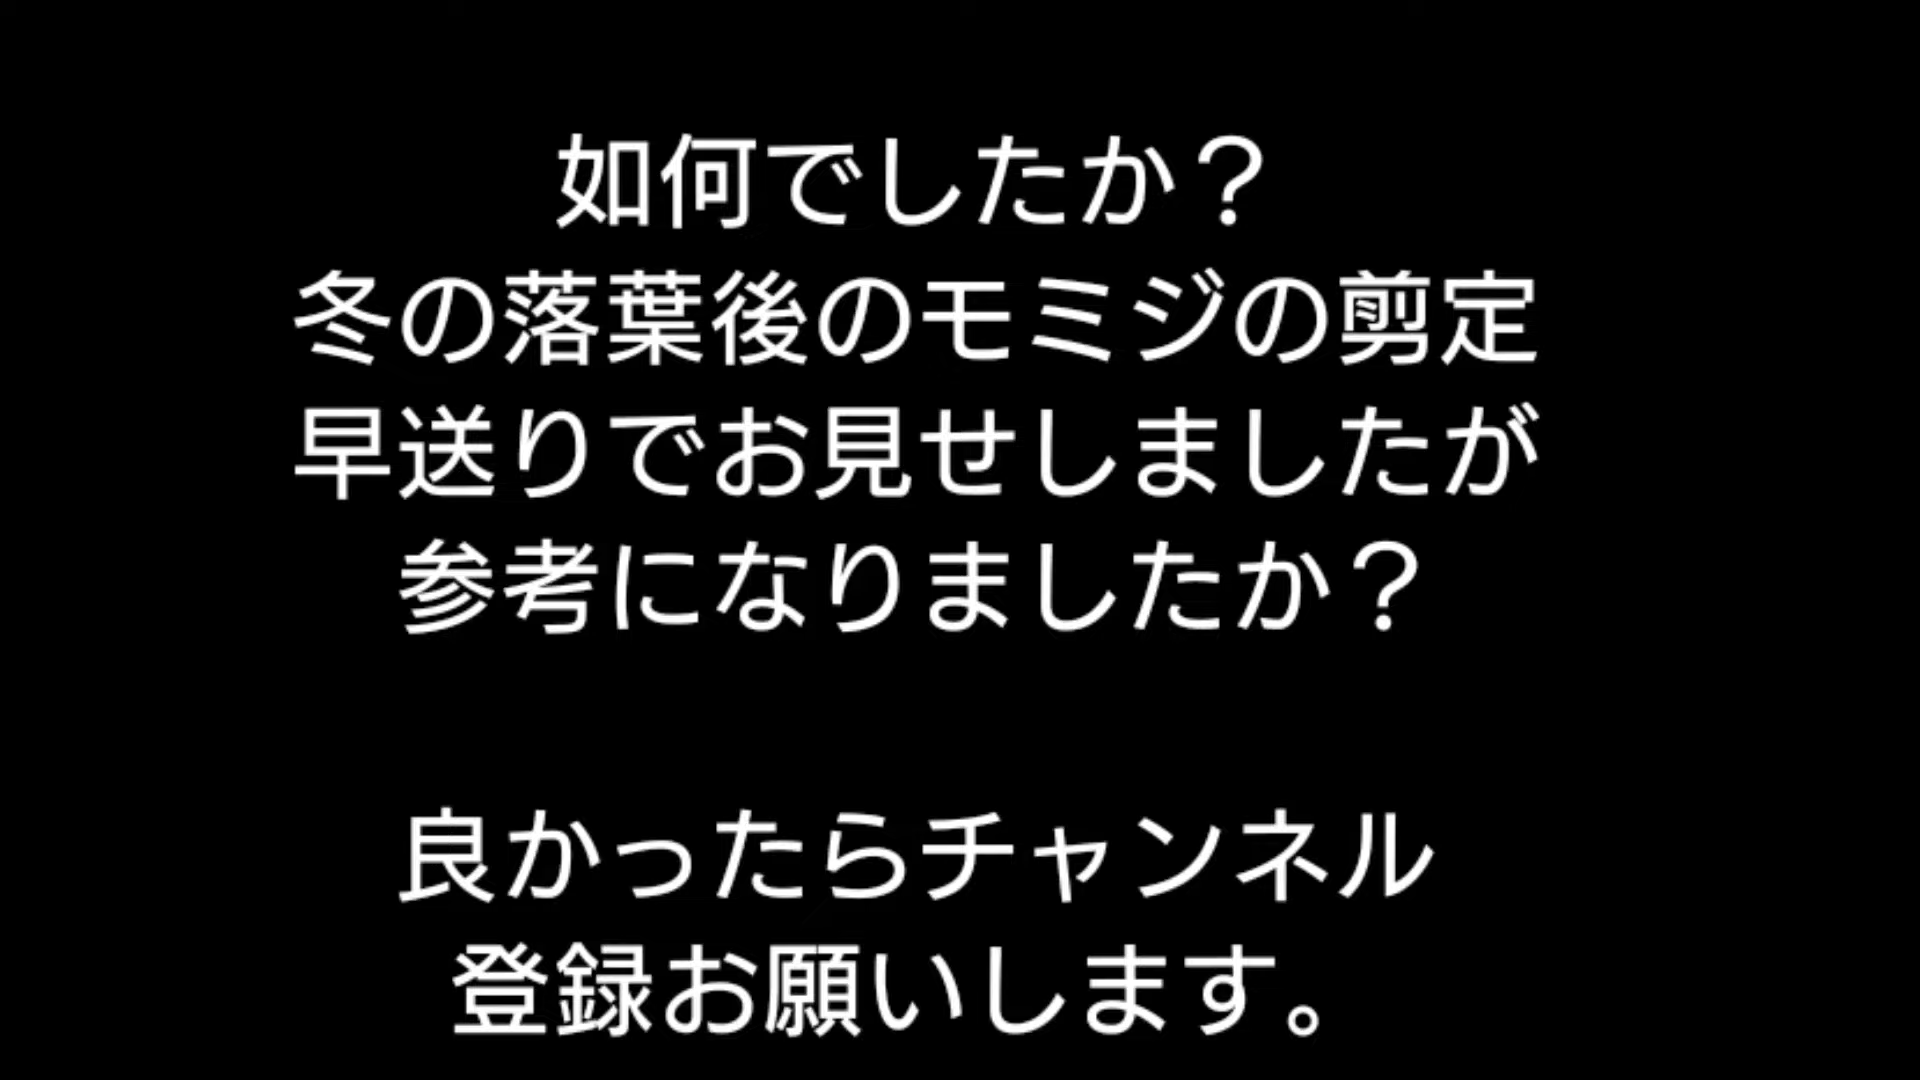 如何でしたか？
冬の落葉後のモミジの剪定
早送りでお見せしましたが
参考になりましたか？
良かったらチャンネル
登録お願いします。